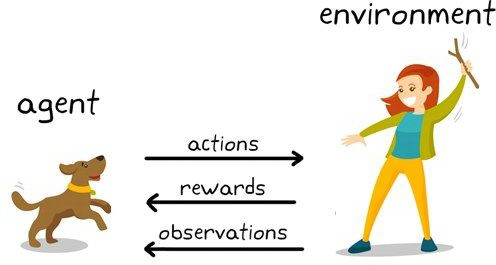 environment
agent
actions
rewards
observations